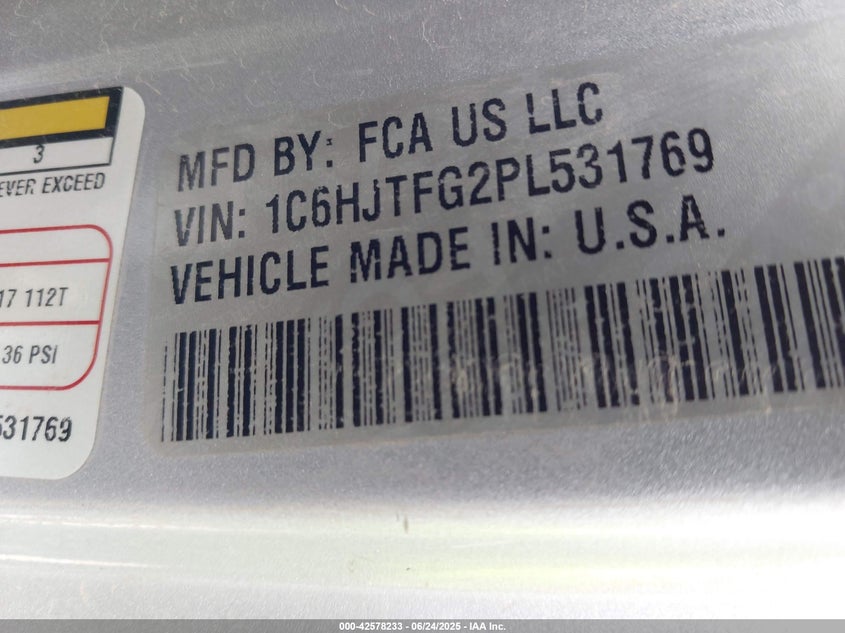 3
EVER EXCEED
17 112T
36 PSI
531769
MFD BY: FCA US LLC
VIN: 1C6HJTFG2PL531769
VEHICLE MADE IN: U.S.A.
000-42578233 - 06/24/2025 - IAA Inc.